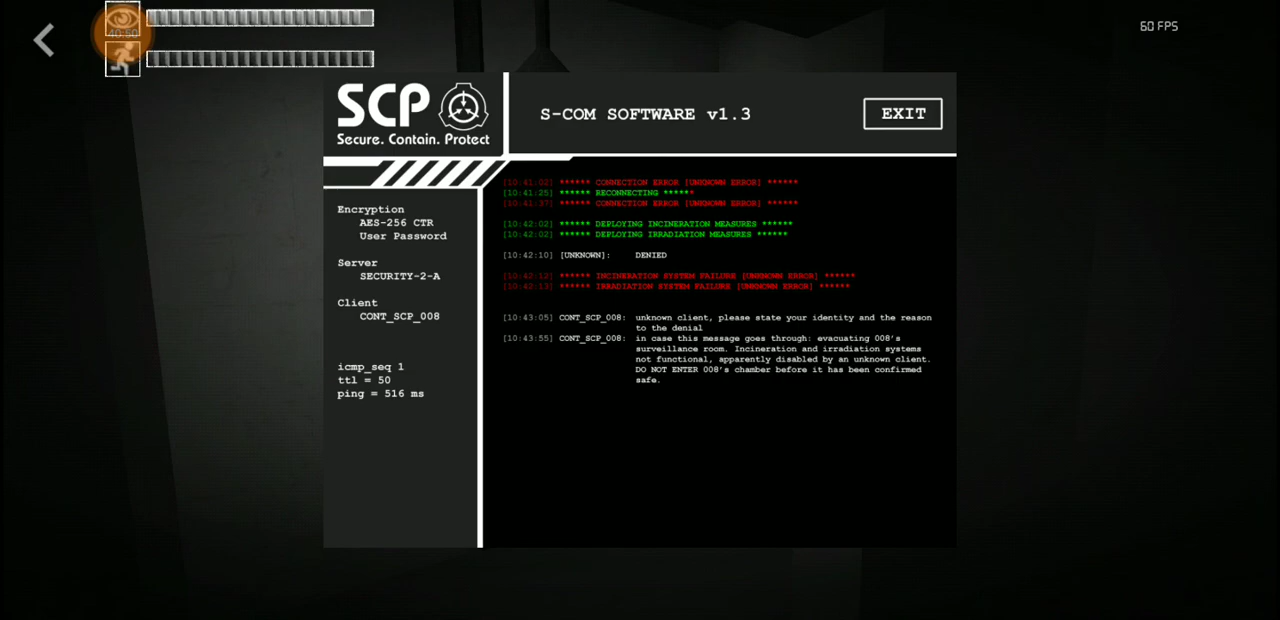 40:50
60 FPS
SCP
Secure. Contain. Protect
S-COM SOFTWARE v1.3
EXIT
Encryption
AES-256 CTR
User Password
Server
SECURITY-2-A
Client
CONT_SCP_008
icmp_seq 1
ttl = 50
ping = 516 ms
[10:41:02] ****** CONNECTION ERROR [UNKNOWN ERROR] ******
[10:41:25] ****** RECONNECTING ******
[10:41:37] ****** CONNECTION ERROR [UNKNOWN ERROR] ******
[10:42:02] ****** DEPLOYING INCINERATION MEASURES ******
[10:42:02] ****** DEPLOYING IRRADIATION MEASURES ******
[10:42:10] [UNKNOWN]: DENIED
[10:42:12] ****** INCINERATION SYSTEM FAILURE [UNKNOWN ERROR] ******
[10:42:13] ****** IRRADIATION SYSTEM FAILURE [UNKNOWN ERROR] ******
[10:43:05] CONT_SCP_008: unknown client, please state your identity and the reason
to the denial
[10:43:55] CONT_SCP_008: in case this message goes through: evacuating 008's
surveillance room. Incineration and irradiation systems
not functional, apparently disabled by an unknown client.
DO NOT ENTER 008's chamber before it has been confirmed
safe.